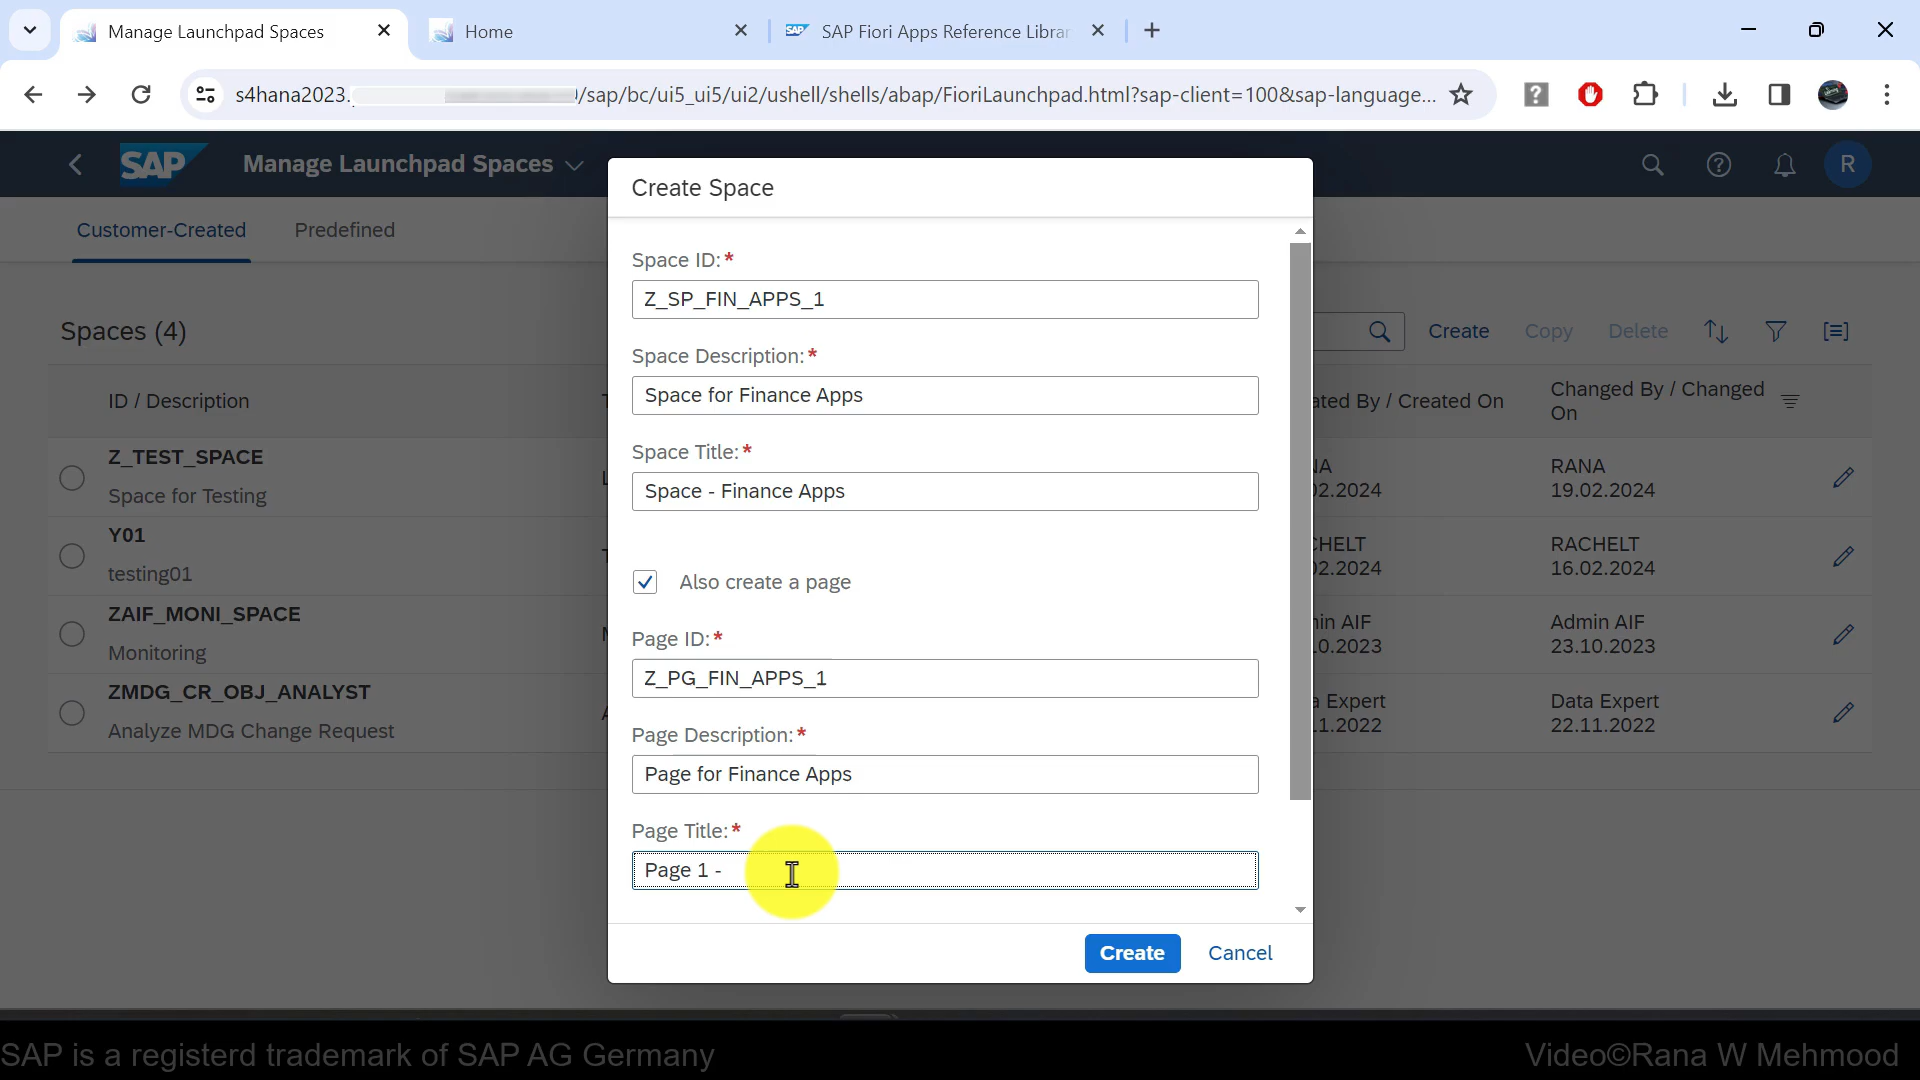 Manage Launchpad Spaces
Home
SAP SAP Fiori Apps Reference Librar
s4hana2023. /sap/bc/ui5_ui5/ui2/ushell/shells/abap/FioriLaunchpad.html?sap-client=100&sap-language...
SAP Manage Launchpad Spaces
R
Customer-Created
Predefined
Spaces (4)
Create
Copy
Delete
ID / Description
ated By / Created On
Changed By / Changed
On
Z_TEST_SPACE
Space for Testing
02.2024
RANA
19.02.2024
Y01
testing01
CHELT
02.2024
RACHELT
16.02.2024
ZAIF_MONI_SPACE
Monitoring
in AIF
.0.2023
Admin AIF
23.10.2023
ZMDG_CR_OBJ_ANALYST
Analyze MDG Change Request
a Expert
.1.2022
Data Expert
22.11.2022
Create Space
Space ID:*
Z_SP_FIN_APPS_1
Space Description:*
Space for Finance Apps
Space Title:*
Space - Finance Apps
Also create a page
Page ID:*
Z_PG_FIN_APPS_1
Page Description:*
Page for Finance Apps
Page Title:*
Page 1 -
Create
Cancel
SAP is a registerd trademark of SAP AG Germany
Video©Rana W Mehmood